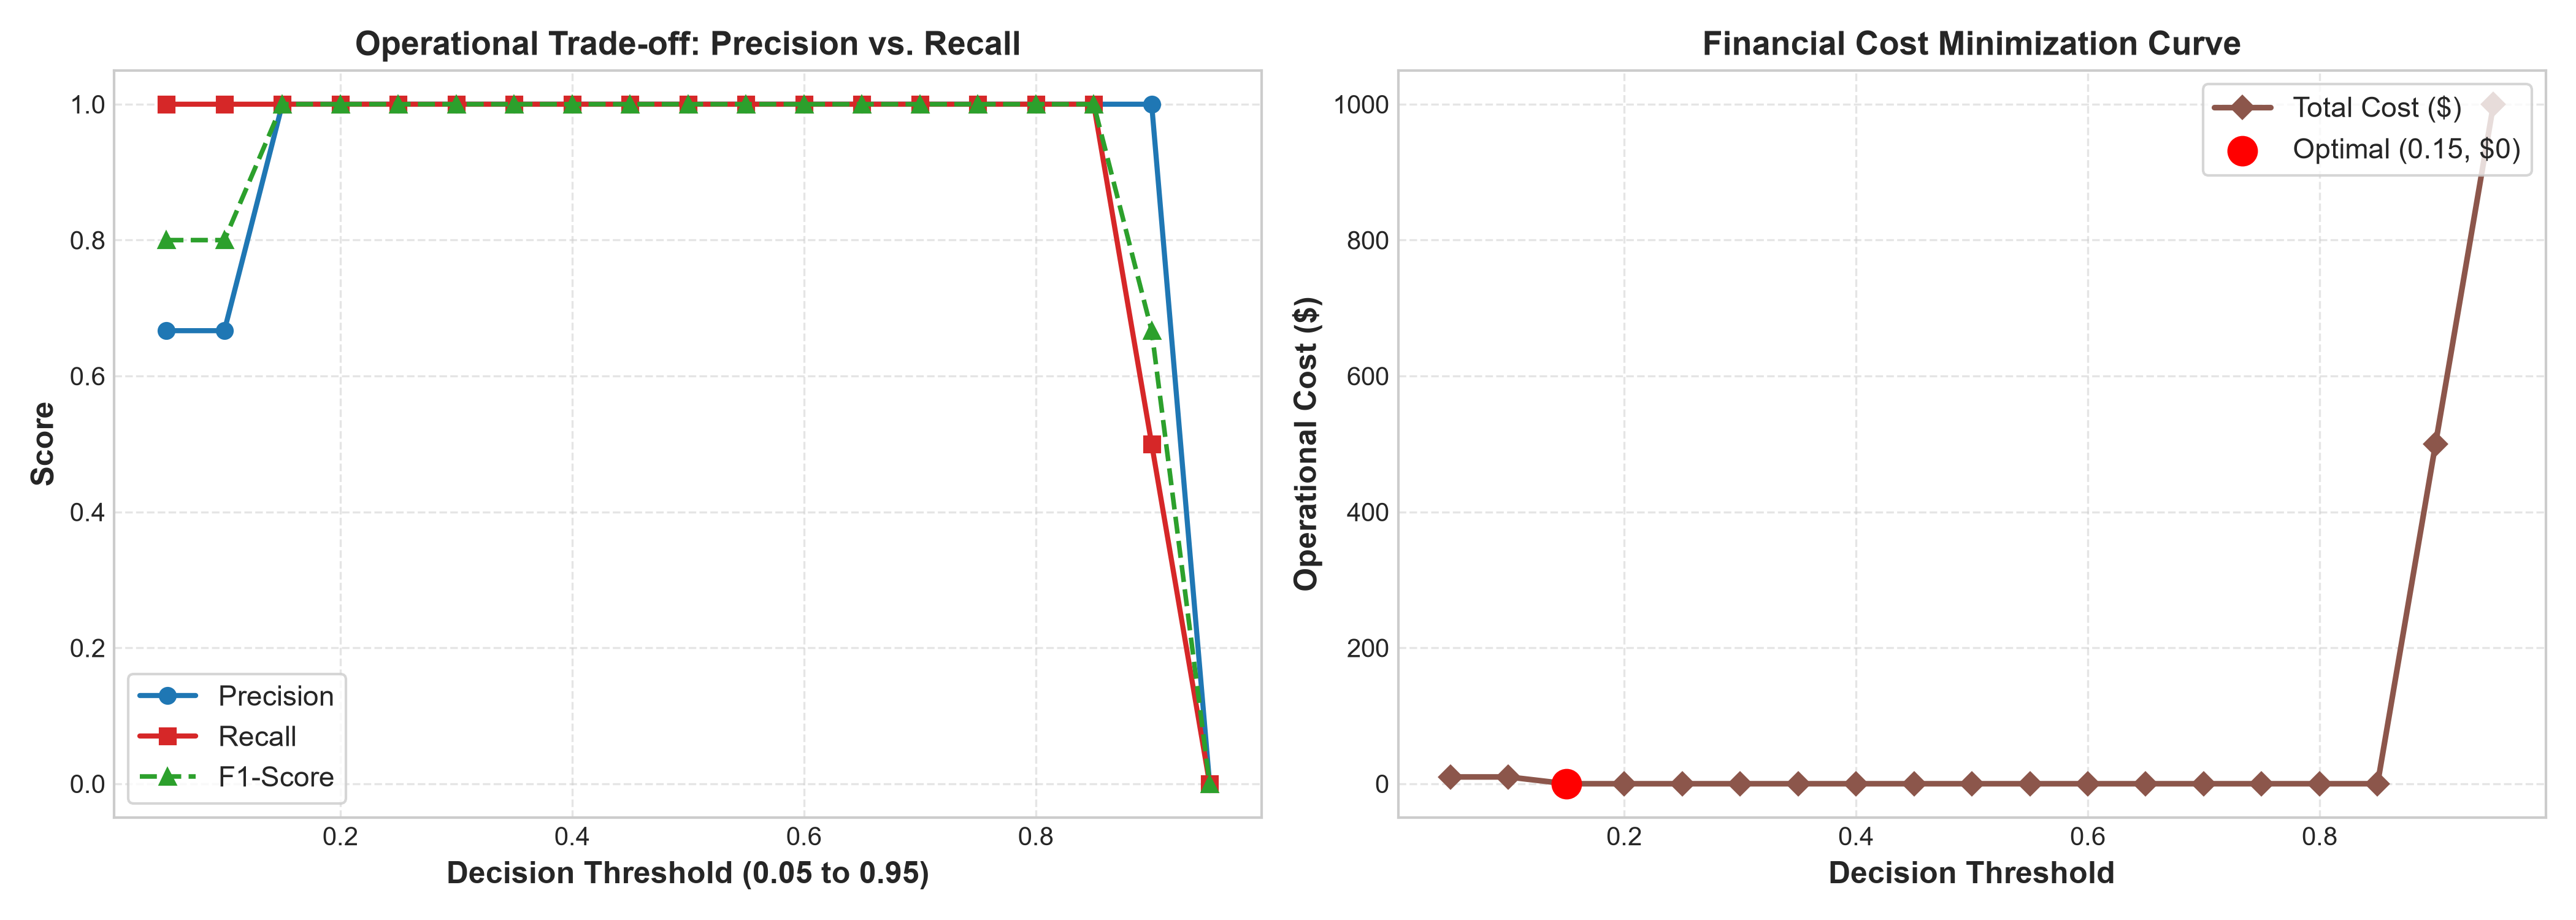 Operational Trade-off: Precision vs. Recall
Score
1.0
0.8
0.6
0.4
0.2
0.0
Precision
Recall
F1-Score
0.2 0.4 0.6 0.8
Decision Threshold (0.05 to 0.95)
Financial Cost Minimization Curve
Operational Cost ($)
1000
800
600
400
200
0
Total Cost ($)
Optimal (0.15, $0)
0.2 0.4 0.6 0.8
Decision Threshold